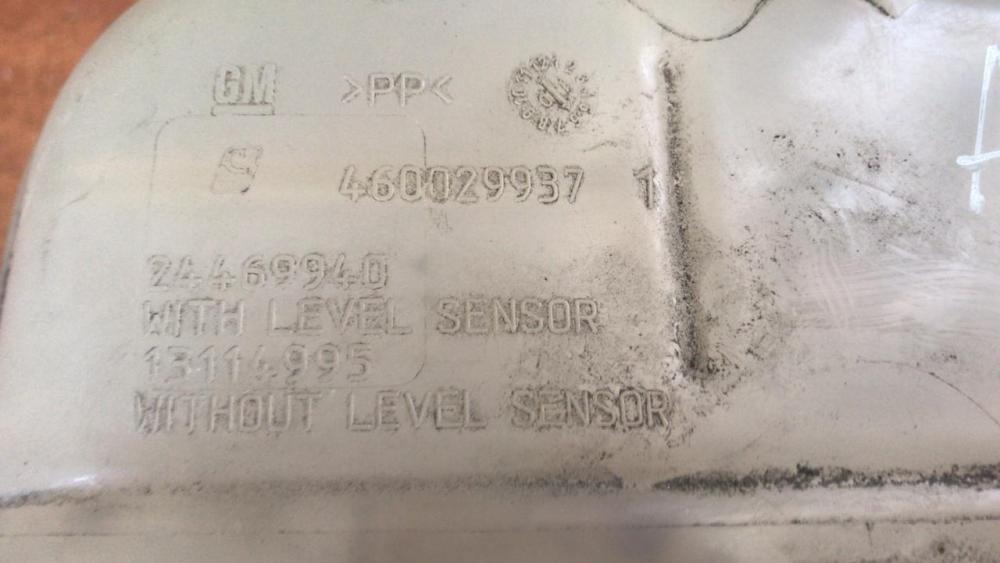 GM >PP<
460029937 1
24469940
WITH LEVEL SENSOR
13114995
WITHOUT LEVEL SENSOR